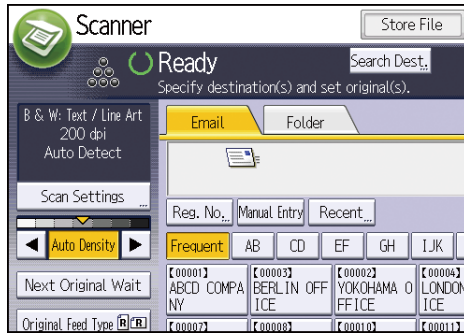 Scanner
Store File
Ready
Search Dest.
Specify destination(s) and set original(s).
B & W: Text / Line Art
200 dpi
Auto Detect
Scan Settings
Auto Density
Next Original Wait
Original Feed Type R R
Email
Folder
Reg. No.
Manual Entry
Recent
Frequent
AB
CD
EF
GH
IJK
【00001】
ABCD COMPA
NY
【00003】
BERLIN OFF
ICE
【00002】
YOKOHAMA O
FFICE
【00004】
LONDON
ICE
【00007】
【00008】
【00010】
【00011】